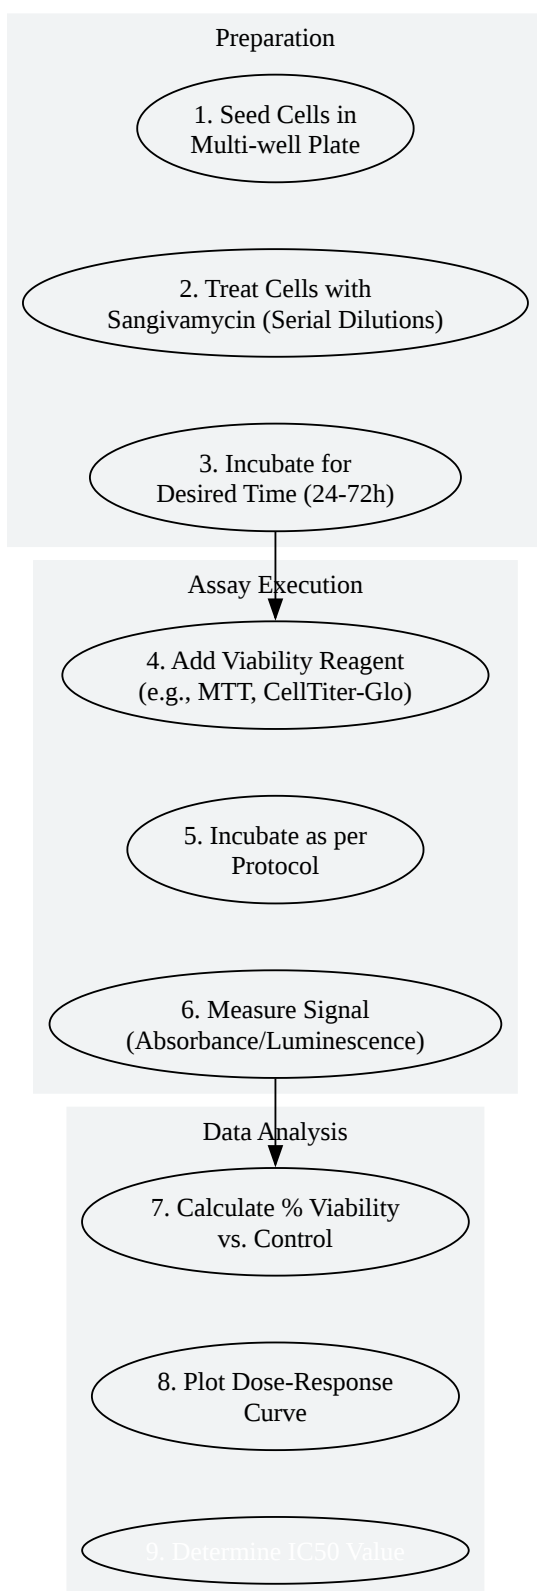 Preparation
1. Seed Cells in
Multi-well Plate
2. Treat Cells with
Sangivamycin (Serial Dilutions)
3. Incubate for
Desired Time (24-72h)
Assay Execution
4. Add Viability Reagent
(e.g., MTT, CellTiter-Glo)
5. Incubate as per
Protocol
6. Measure Signal
(Absorbance/Luminescence)
Data Analysis
7. Calculate % Viability
vs. Control
8. Plot Dose-Response
Curve
9. Determine IC50 Value